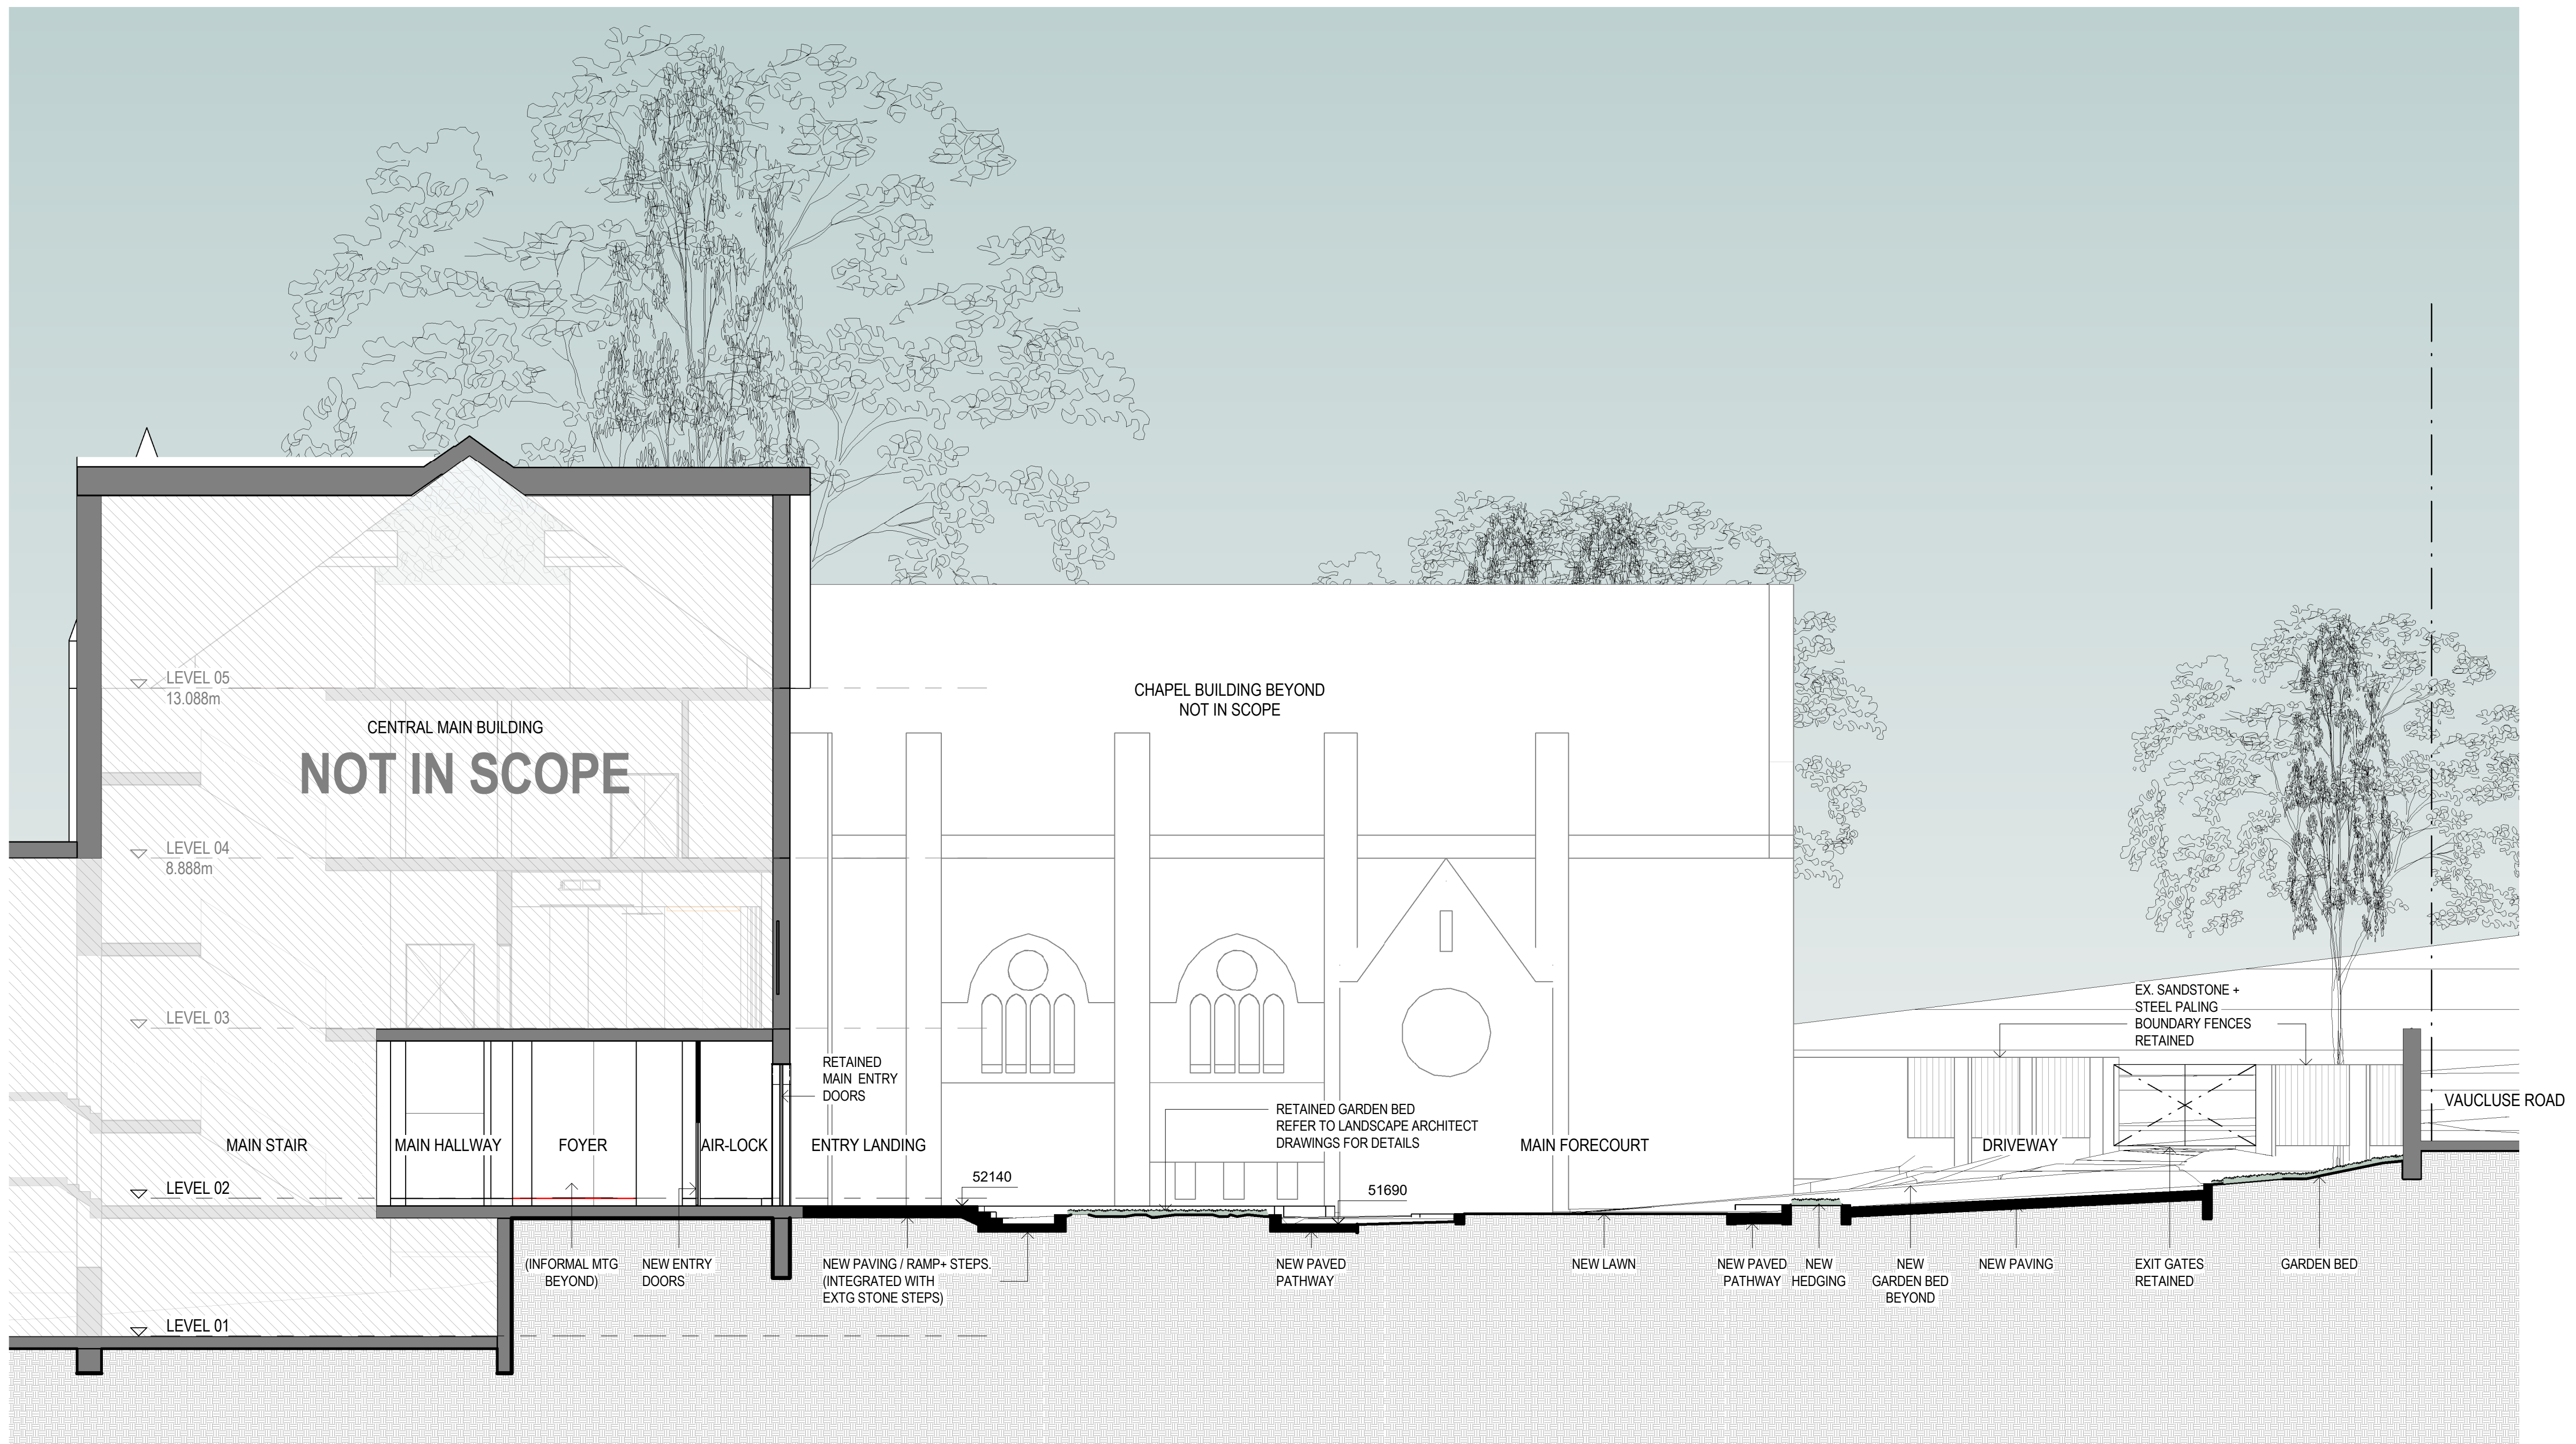 LEVEL 05
13.088m
CENTRAL MAIN BUILDING
NOT IN SCOPE
LEVEL 04
8.888m
LEVEL 03
CHAPEL BUILDING BEYOND
NOT IN SCOPE
EX. SANDSTONE +
STEEL PALING
BOUNDARY FENCES
RETAINED
RETAINED
MAIN ENTRY
DOORS
VAUCLUSE ROAD
RETAINED GARDEN BED
REFER TO LANDSCAPE ARCHITECT
DRAWINGS FOR DETAILS
MAIN STAIR
MAIN HALLWAY
FOYER
AIR-LOCK
ENTRY LANDING
MAIN FORECOURT
DRIVEWAY
LEVEL 02
52140
51690
(INFORMAL MTG
BEYOND)
NEW ENTRY
DOORS
NEW PAVING / RAMP+ STEPS.
(INTEGRATED WITH
EXTG STONE STEPS)
NEW PAVED
PATHWAY
NEW LAWN
NEW PAVED
PATHWAY
NEW
HEDGING
NEW
GARDEN BED
BEYOND
NEW PAVING
EXIT GATES
RETAINED
GARDEN BED
LEVEL 01